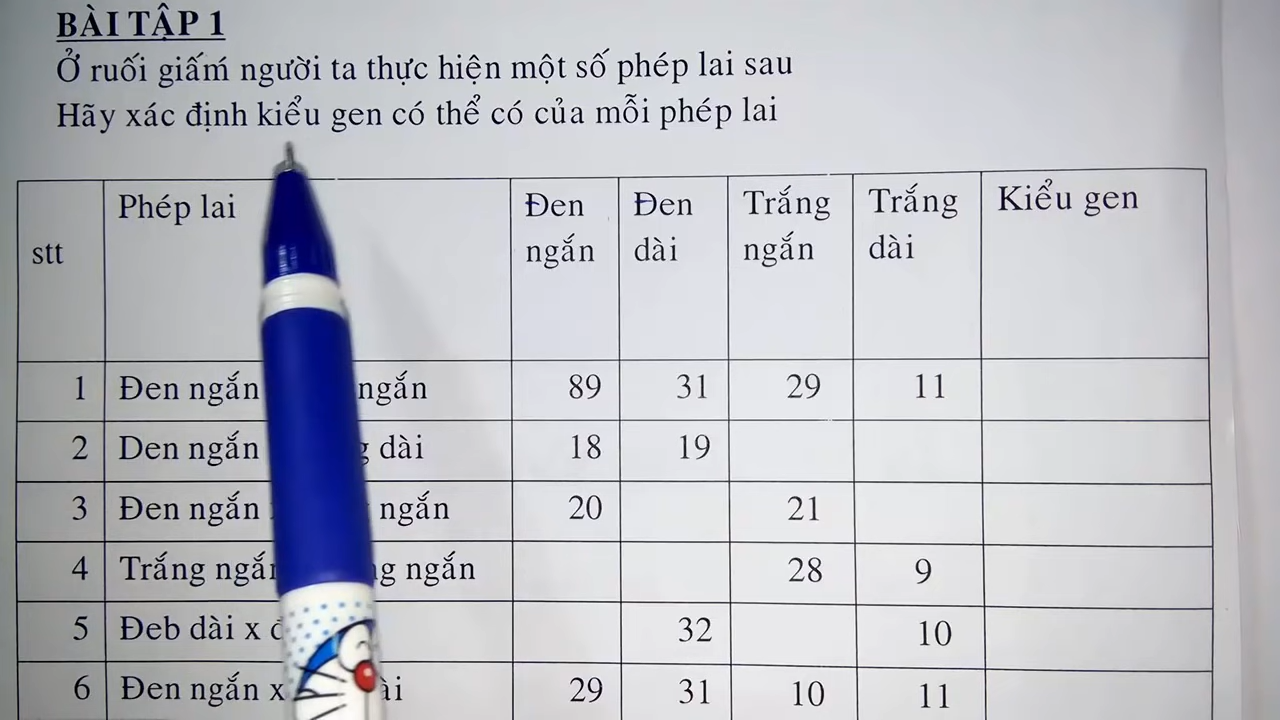 BÀI TẬP 1
Ở ruối giấm người ta thực hiện một số phép lai sau
Hãy xác định kiểu gen có thể có của mỗi phép lai
stt Phép lai Đen ngắn Đen dài Trắng ngắn Trắng dài Kiểu gen
1 Đen ngắn ngắn 89 31 29 11
2 Den ngắn dài 18 19
3 Đen ngắn ngắn 20 21
4 Trắng ngắn 28 9
5 Đeb dài x 32 10
6 Đen ngắn x 29 31 10 11